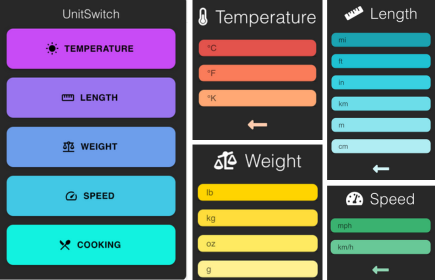 UnitSwitch
TEMPERATURE
LENGTH
WEIGHT
SPEED
COOKING
Temperature
°C
°F
°K
Weight
lb
kg
oz
g
Length
mi
ft
in
km
m
cm
Speed
mph
km/h